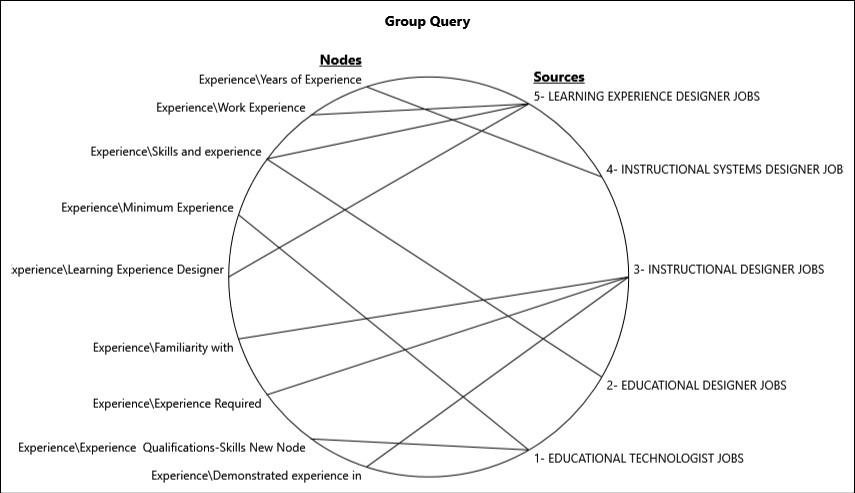 Group Query
Nodes
Sources
Experience\Years of Experience
5- LEARNING EXPERIENCE DESIGNER JOBS
Experience\Work Experience
Experience\Skills and experience
4- INSTRUCTIONAL SYSTEMS DESIGNER JOB
Experience\Minimum Experience
xperience\Learning Experience Designer
3- INSTRUCTIONAL DESIGNER JOBS
Experience\Familiarity with
2- EDUCATIONAL DESIGNER JOBS
Experience\Experience Required
Experience\Experience  Qualifications-Skills New Node
1- EDUCATIONAL TECHNOLOGIST JOBS
Experience\Demonstrated experience in